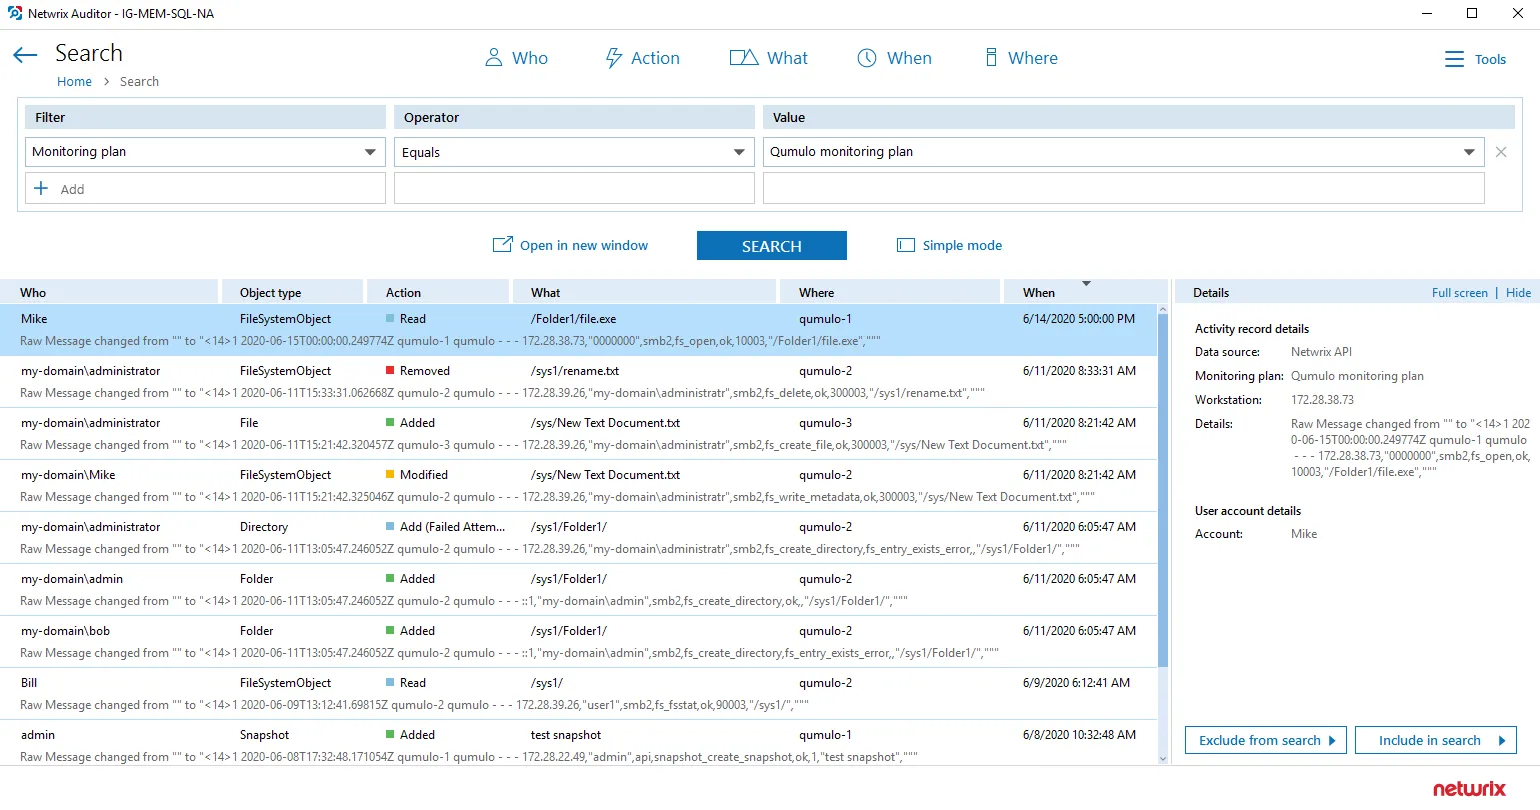 Netwrix Auditor - IG-MEM-SQL-NA
Search
Who Action What When Where
Tools
Home > Search
Filter Operator Value
Monitoring plan Equals Qumulo monitoring plan
+ Add
Open in new window SEARCH Simple mode
Who Object type Action What Where When
Mike FileSystemObject Read /Folder1/file.exe qumulo-1 6/14/2020 5:00:00 PM
Raw Message changed from "" to "<14>1 2020-06-15T00:00:00.249774Z qumulo-1 qumulo - - - 172.28.38.73,"0000000",smb2,fs_open,ok,10003,"/Folder1/file.exe","""
my-domain\administrator FileSystemObject Removed /sys1/rename.txt qumulo-2 6/11/2020 8:33:31 AM
Raw Message changed from "" to "<14>1 2020-06-11T15:33:31.062668Z qumulo-2 qumulo - - - 172.28.39.26,"my-domain\administratr",smb2,fs_delete,ok,300003,"/sys1/rename.txt","""
my-domain\administrator File Added /sys/New Text Document.txt qumulo-3 6/11/2020 8:21:42 AM
Raw Message changed from "" to "<14>1 2020-06-11T15:21:42.320457Z qumulo-3 qumulo - - - 172.28.39.26,"my-domain\administratr",smb2,fs_create_file,ok,300003,"/sys/New Text Document.txt","""
my-domain\Mike FileSystemObject Modified /sys/New Text Document.txt qumulo-2 6/11/2020 8:21:42 AM
Raw Message changed from "" to "<14>1 2020-06-11T15:21:42.325046Z qumulo-2 qumulo - - - 172.28.39.26,"my-domain\administratr",smb2,fs_write_metadata,ok,300003,"/sys/New Text Document.txt","""
my-domain\administrator Directory Add (Failed Attem... /sys1/Folder1/ qumulo-2 6/11/2020 6:05:47 AM
Raw Message changed from "" to "<14>1 2020-06-11T13:05:47.246052Z qumulo-2 qumulo - - - 172.28.39.26,"my-domain\administratr",smb2,fs_create_directory,fs_entry_exists_error,,"/sys1/Folder1/","""
my-domain\admin Folder Added /sys1/Folder1/ qumulo-2 6/11/2020 6:05:47 AM
Raw Message changed from "" to "<14>1 2020-06-11T13:05:47.246052Z qumulo-2 qumulo - - - ::1,"my-domain\admin",smb2,fs_create_directory,ok,,"/sys1/Folder1/","""
my-domain\bob Folder Added /sys1/Folder1/ qumulo-2 6/11/2020 6:05:47 AM
Raw Message changed from "" to "<14>1 2020-06-11T13:05:47.246052Z qumulo-2 qumulo - - - ::1,"my-domain\admin",smb2,fs_create_directory,fs_entry_exists_error,,"/sys1/Folder1/","""
Bill FileSystemObject Read /sys1/ qumulo-2 6/9/2020 6:12:41 AM
Raw Message changed from "" to "<14>1 2020-06-09T13:12:41.69815Z qumulo-2 qumulo - - - 172.28.39.26,"user1",smb2,fs_fsstat,ok,90003,"/sys1/","""
admin Snapshot Added test snapshot qumulo-1 6/8/2020 10:32:48 AM
Raw Message changed from "" to "<14>1 2020-06-08T17:32:48.171054Z qumulo-1 qumulo - - - 172.28.22.49,"admin",api,snapshot_create_snapshot,ok,1,"test snapshot","""
Details Full screen | Hide
Activity record details
Data source: Netwrix API
Monitoring plan: Qumulo monitoring plan
Workstation: 172.28.38.73
Details: Raw Message changed from "" to "<14>1 202
0-06-15T00:00:00.249774Z qumulo-1 qumulo
- - - 172.28.38.73,"0000000",smb2,fs_open,ok,
10003,"/Folder1/file.exe","""
User account details
Account: Mike
Exclude from search Include in search
netwrix